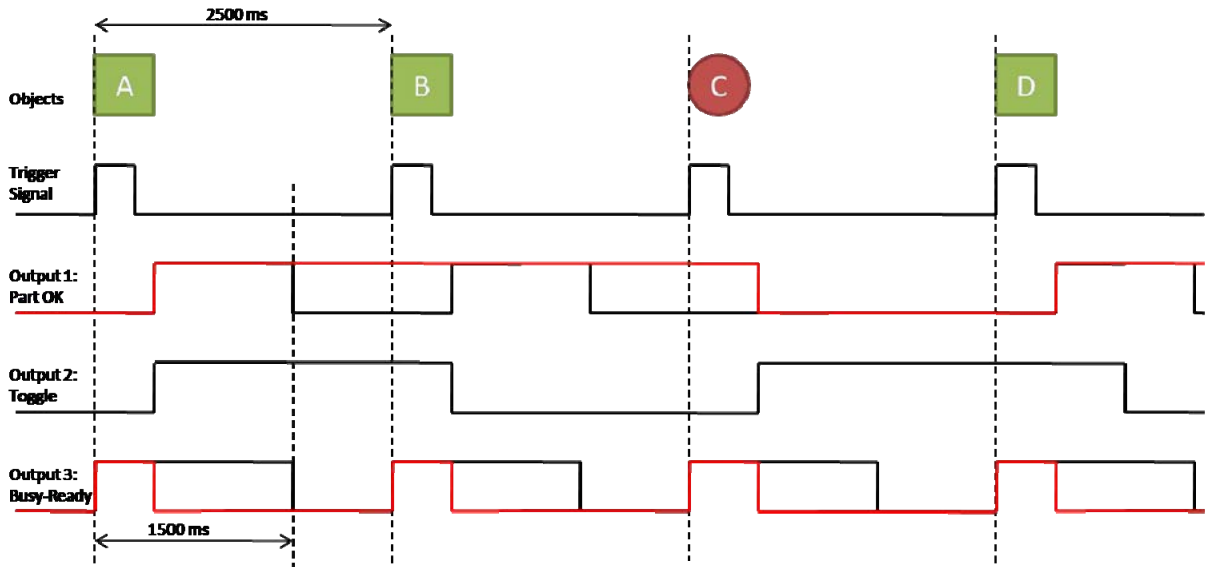 2500 ms
A
B
C
D
Objects
Trigger
Signal
Output 1:
Part OK
Output 2:
Toggle
Output 3:
Busy-Ready
1500 ms